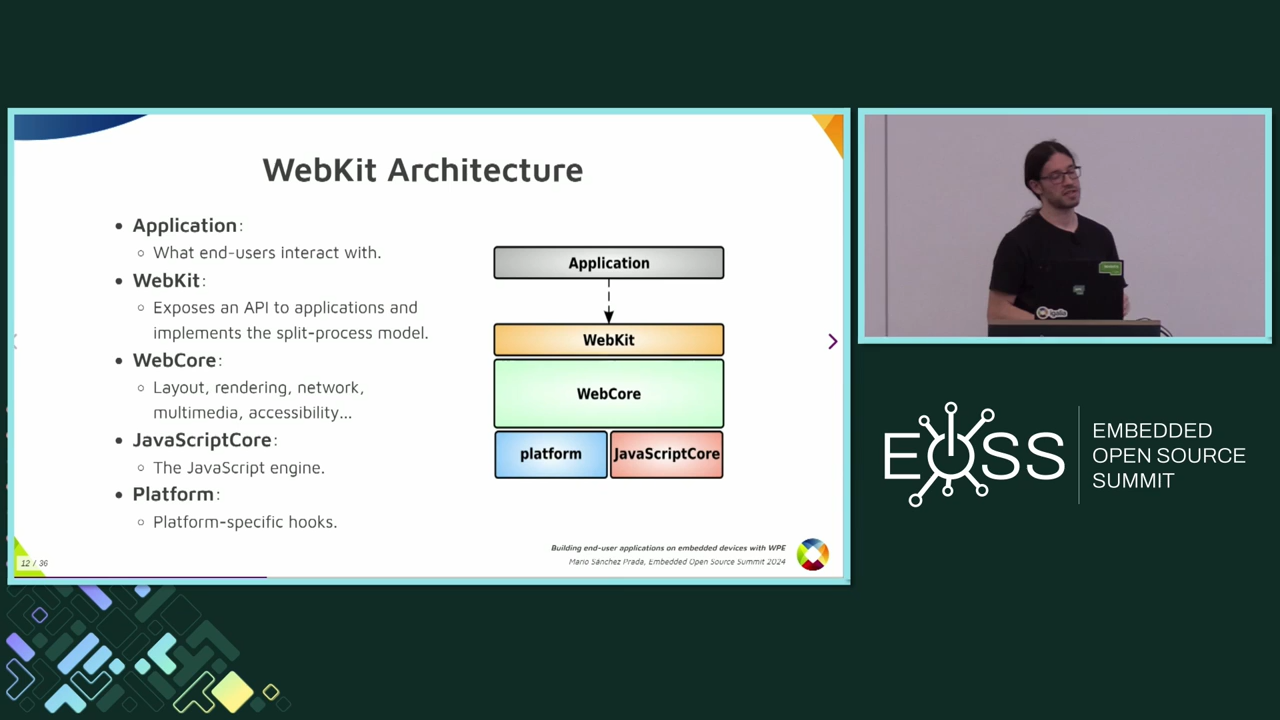 WebKit Architecture
Application:
What end-users interact with.
WebKit:
Exposes an API to applications and
implements the split-process model.
WebCore:
Layout, rendering, network,
multimedia, accessibility...
JavaScriptCore:
The JavaScript engine.
Platform:
Platform-specific hooks.
Application
WebKit
WebCore
platform
JavaScriptCore
12 / 36
Building end-user applications on embedded devices with WPE
Mario Sánchez Prada, Embedded Open Source Summit 2024
EOSS
EMBEDDED
OPEN SOURCE
SUMMIT